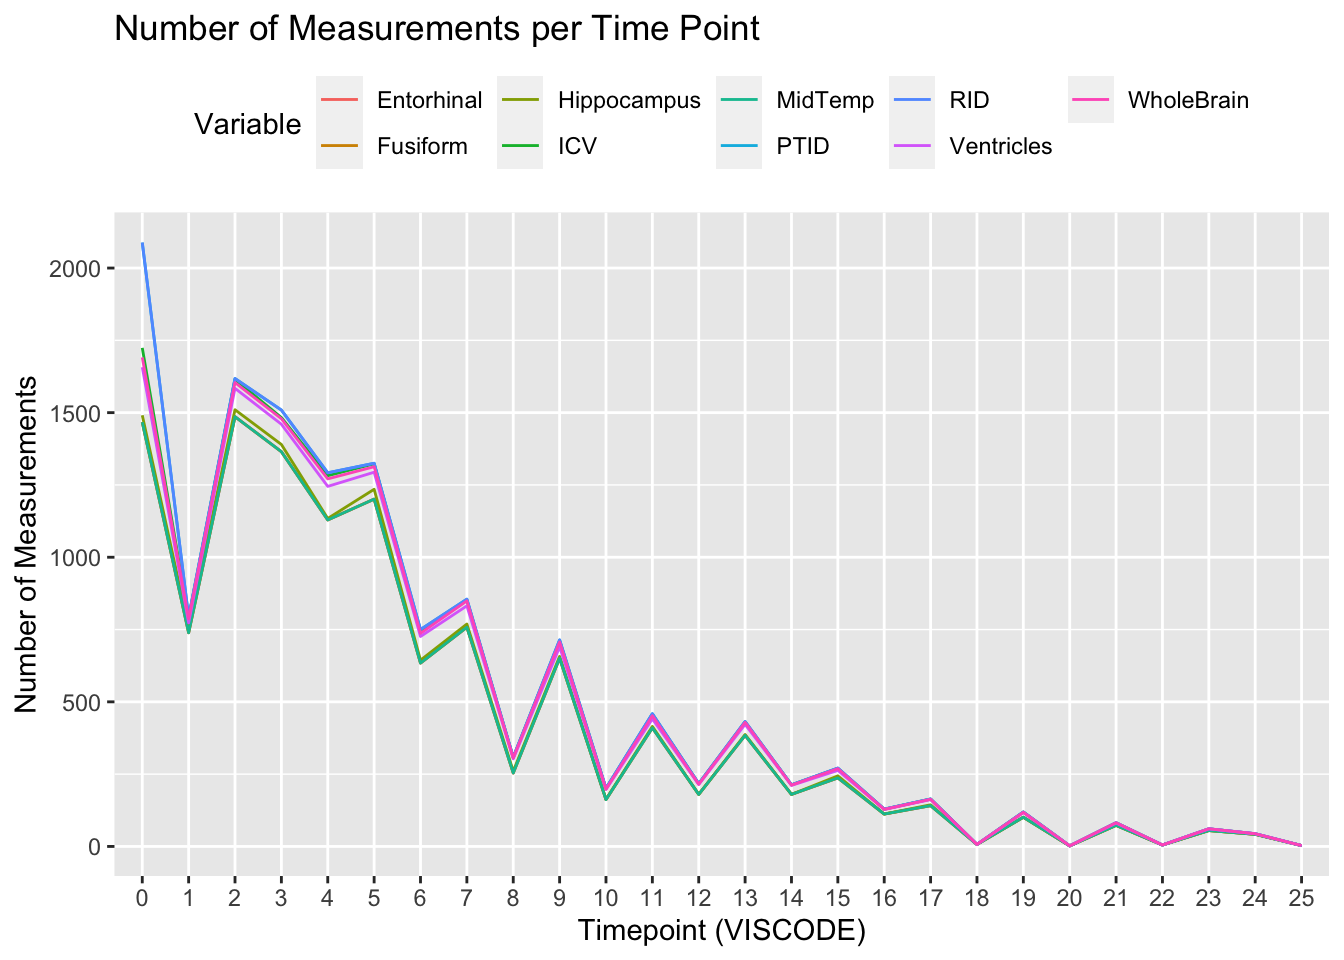 Number of Measurements per Time Point
Variable
Entorhinal Hippocampus MidTemp RID WholeBrain
Fusiform ICV PTID Ventricles
Number of Measurements
2000
1500
1000
500
0
0 1 2 3 4 5 6 7 8 9 10 11 12 13 14 15 16 17 18 19 20 21 22 23 24 25
Timepoint (VISCODE)